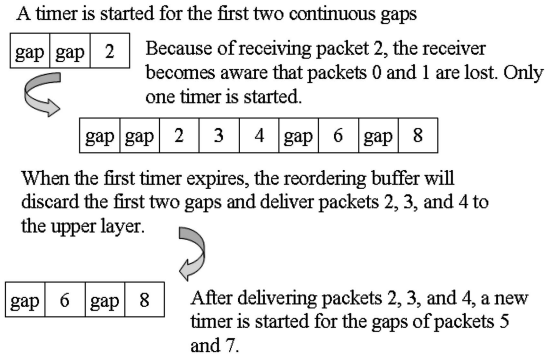 A timer is started for the first two continuous gaps
gap gap 2
Because of receiving packet 2, the receiver
becomes aware that packets 0 and 1 are lost. Only
one timer is started.
gap gap 2 3 4 gap 6 gap 8
When the first timer expires, the reordering buffer will
discard the first two gaps and deliver packets 2, 3, and 4 to
the upper layer.
gap 6 gap 8
After delivering packets 2, 3, and 4, a new
timer is started for the gaps of packets 5
and 7.